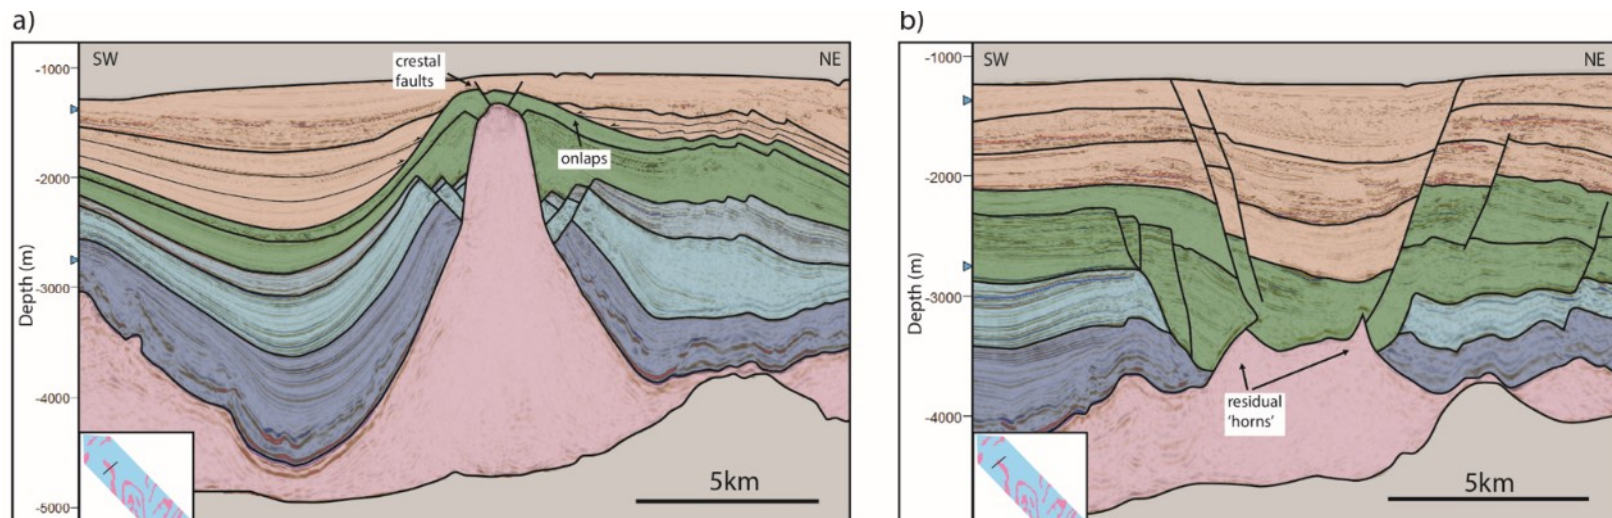 a)
SW
NE
-1000
-2000
-3000
-4000
-5000
Depth (m)
crestal
faults
onlaps
5km
b)
SW
NE
-1000
-2000
-3000
-4000
Depth (m)
residual
'horns'
5km